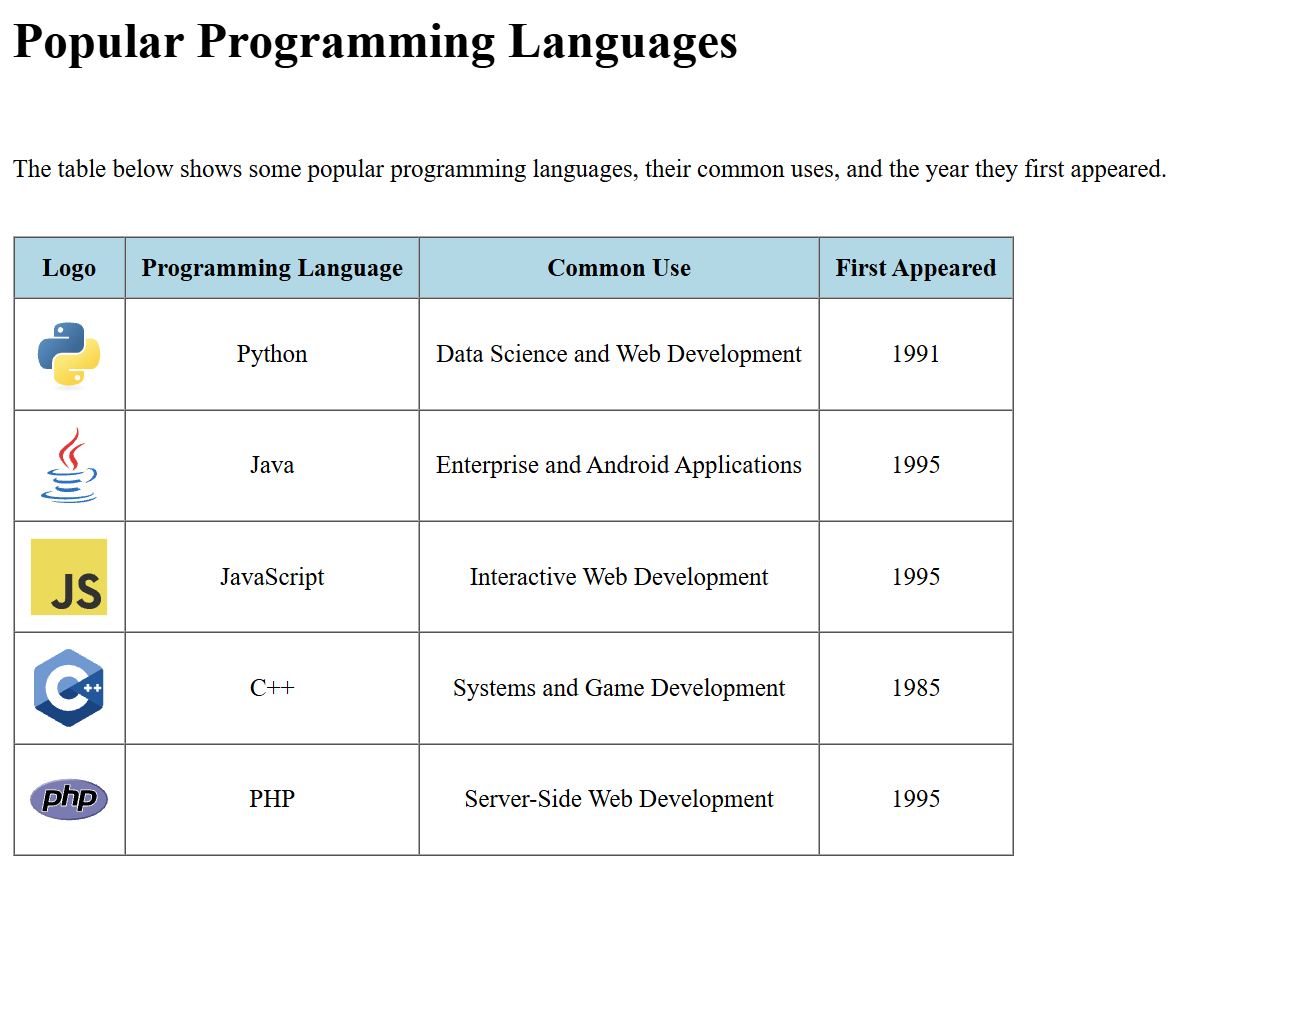 Popular Programming Languages
The table below shows some popular programming languages, their common uses, and the year they first appeared.
Logo Programming Language Common Use First Appeared
Python Data Science and Web Development 1991
Java Enterprise and Android Applications 1995
JS JavaScript Interactive Web Development 1995
C++ C++ Systems and Game Development 1985
php PHP Server-Side Web Development 1995